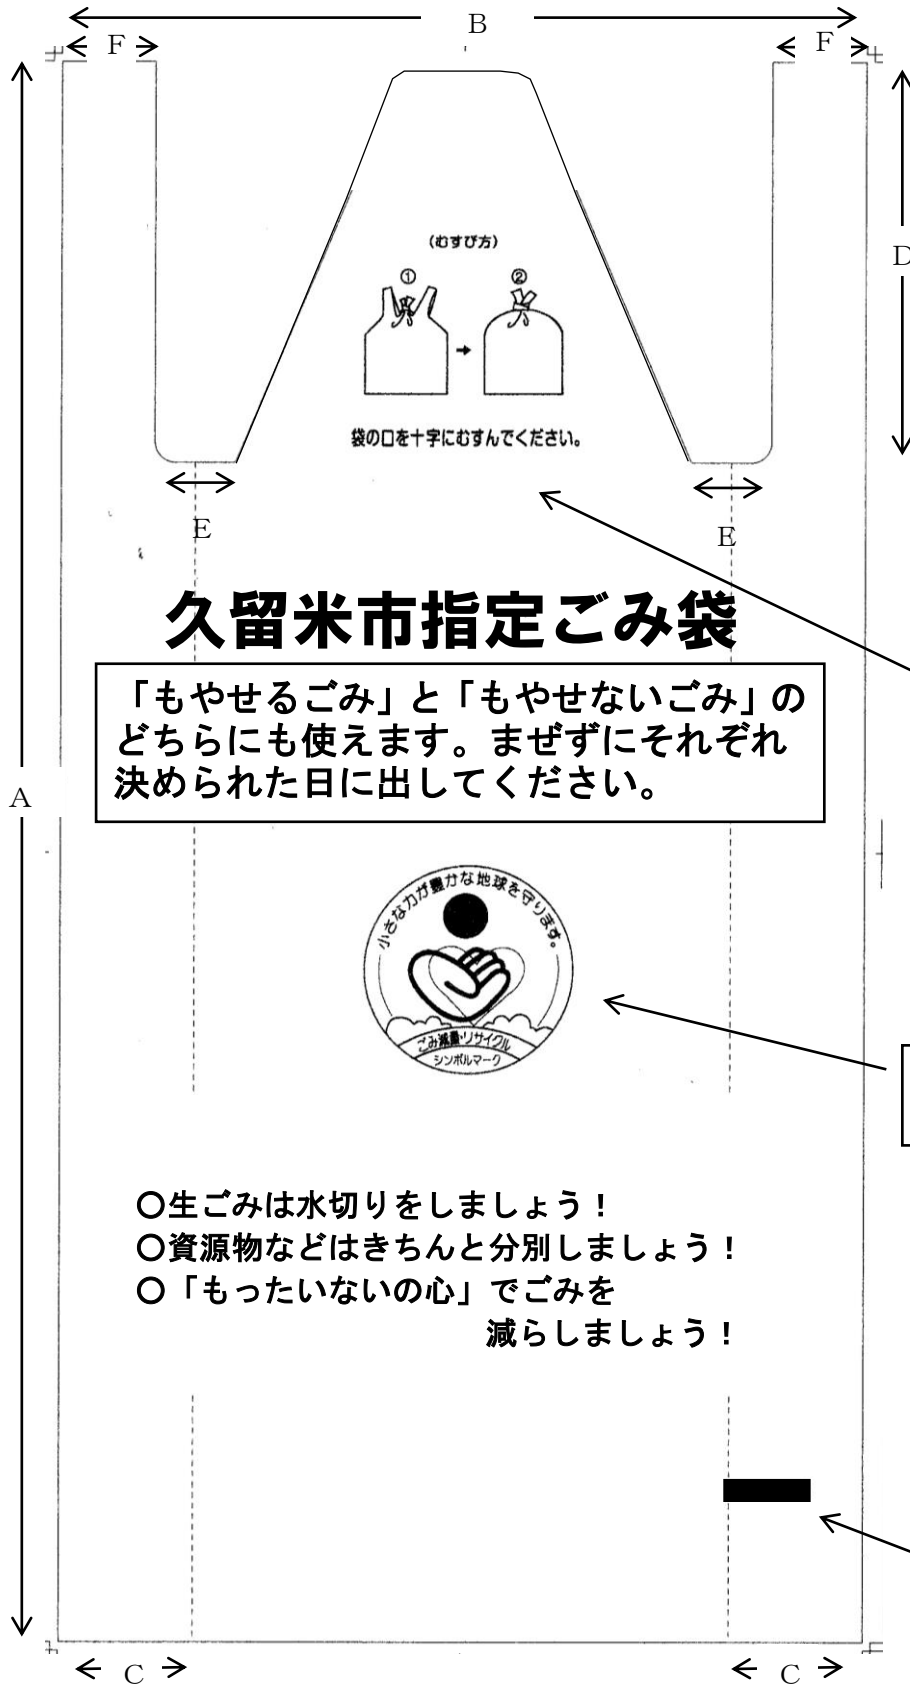 B
F
F
D
(むすび方)
① ②
袋の口を十字にむすんでください。
E
E
久留米市指定ごみ袋
「もやせるごみ」と「もやせないごみ」の
どちらにも使えます。まぜずにそれぞれ
決められた日に出してください。
A
小さな力が豊かな地球を守ります。
ごみ減量・リサイクル
シンボルマーク
○生ごみは水切りをしましょう!
○資源物などはきちんと分別しましょう!
○「もったいないの心」でごみを
減らしましょう!
C
C